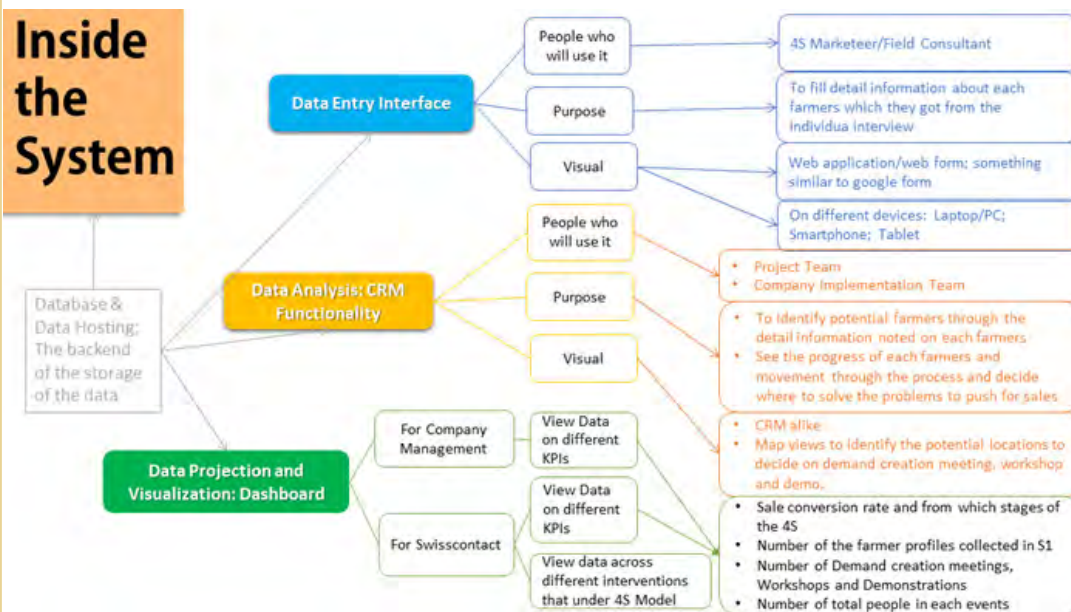 Inside
the
System
Database &
Data Hosting;
The backend
of the storage
of the data
Data Entry Interface
People who
will use it
4S Marketeer/Field Consultant
Purpose
To fill detail information about each
farmers which they got from the
individua interview
Visual
Web application/web form; something
similar to google form
On different devices: Laptop/PC;
Smartphone; Tablet
Data Analysis: CRM
Functionality
People who
will use it
• Project Team
• Company Implementation Team
Purpose
• To Identify potential farmers through the
detail information noted on each farmers
• See the progress of each farmers and
movement through the process and decide
where to solve the problems to push for sales
Visual
• CRM alike
• Map views to identify the potential locations to
decide on demand creation meeting, workshop
and demo.
Data Projection and
Visualization: Dashboard
For Company
Management
View Data
on different
KPIs
For Swisscontact
View Data
on different
KPIs
View data across
different interventions
that under 4S Model
• Sale conversion rate and from which stages of
the 4S
• Number of the farmer profiles collected in S1
• Number of Demand creation meetings,
Workshops and Demonstrations
• Number of total people in each events